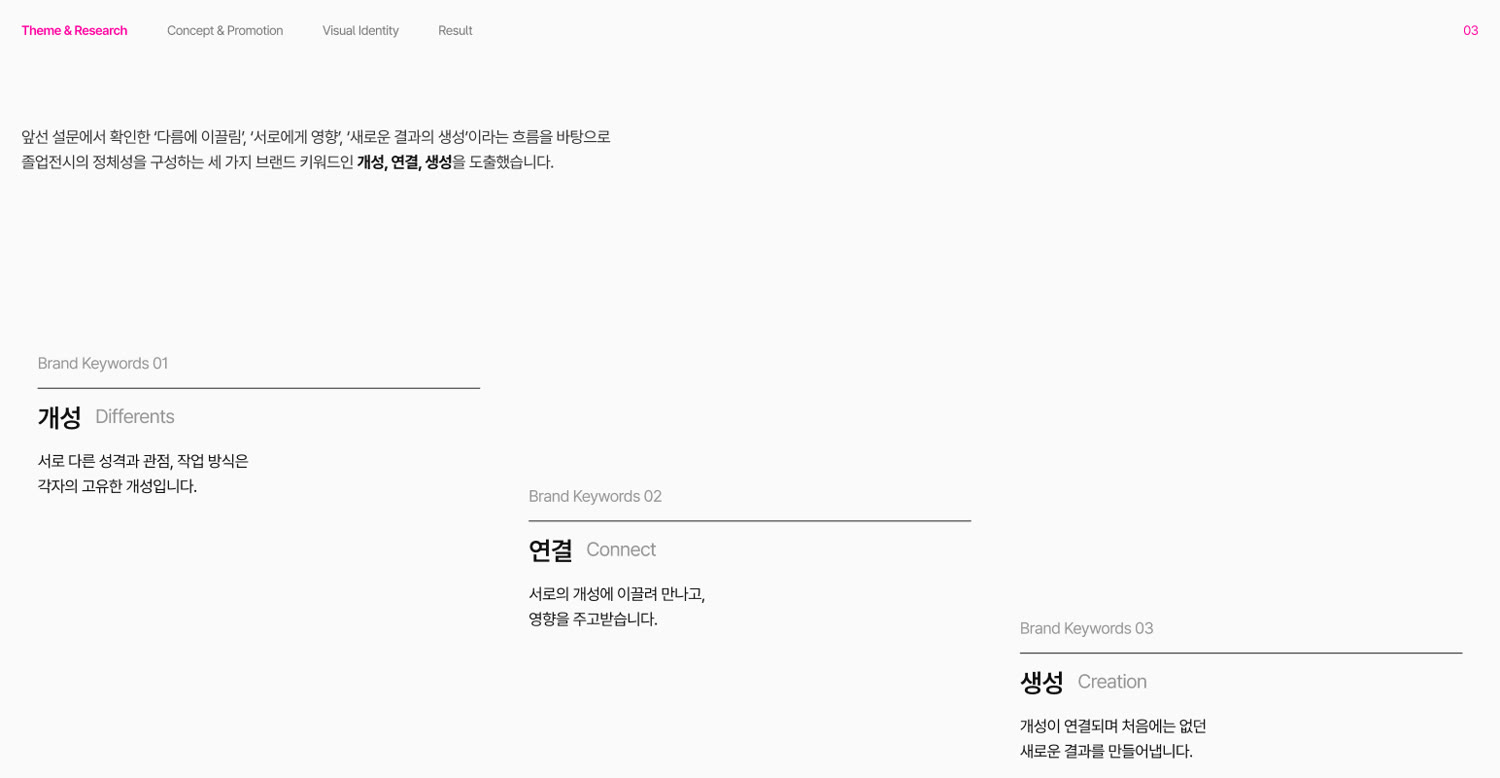 Theme & Research Concept & Promotion Visual Identity Result 03
앞선 설문에서 확인한 ‘다름에 이끌림’, ‘서로에게 영향’, ‘새로운 결과의 생성’이라는 흐름을 바탕으로
졸업전시의 정체성을 구성하는 세 가지 브랜드 키워드인 개성, 연결, 생성을 도출했습니다.
Brand Keywords 01
개성 Differents
서로 다른 성격과 관점, 작업 방식은
각자의 고유한 개성입니다.
Brand Keywords 02
연결 Connect
서로의 개성에 이끌려 만나고,
영향을 주고받습니다.
Brand Keywords 03
생성 Creation
개성이 연결되며 처음에는 없던
새로운 결과를 만들어냅니다.